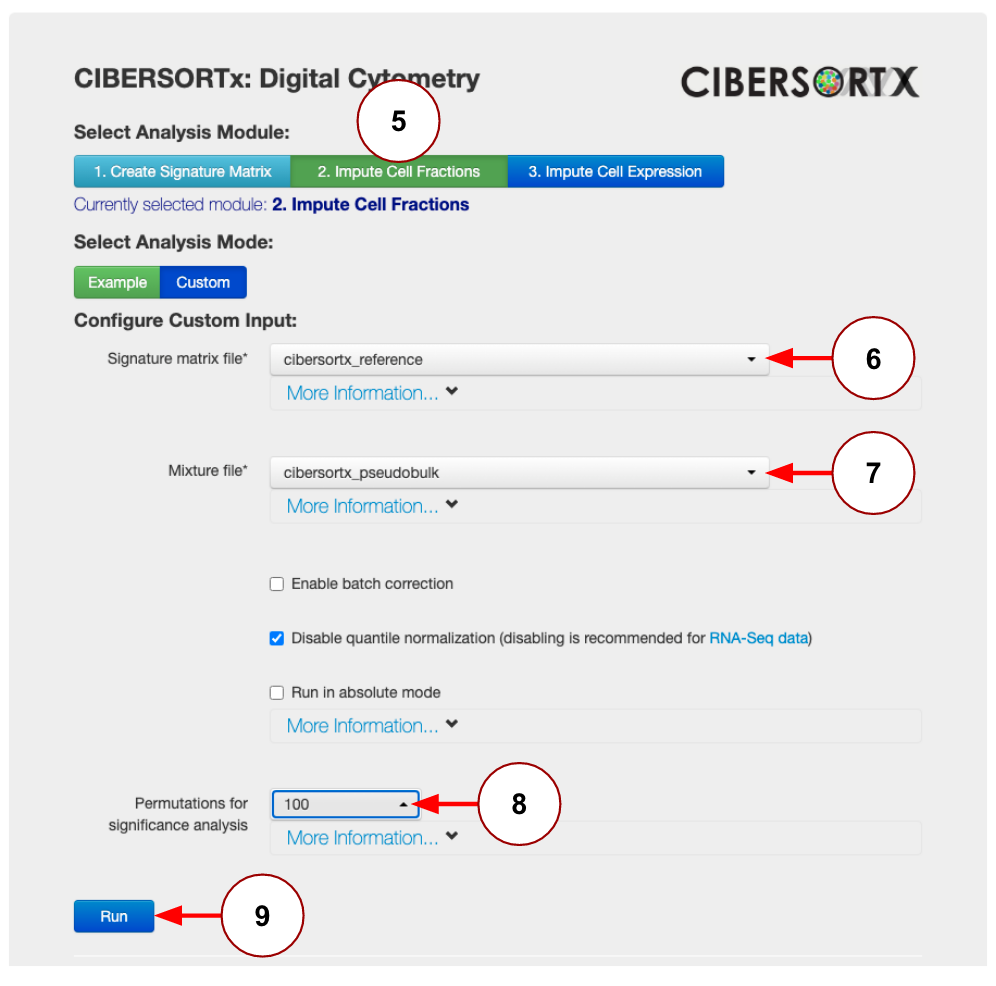 CIBERSORTx: Digital Cytometry
CIBERSORTX
Select Analysis Module:
5
1. Create Signature Matrix
2. Impute Cell Fractions
3. Impute Cell Expression
Currently selected module: 2. Impute Cell Fractions
Select Analysis Mode:
Example
Custom
Configure Custom Input:
Signature matrix file*
cibersortx_reference
6
More Information...
Mixture file*
cibersortx_pseudobulk
7
More Information...
Enable batch correction
Disable quantile normalization (disabling is recommended for RNA-Seq data)
Run in absolute mode
More Information...
Permutations for
significance analysis
100
8
More Information...
Run
9